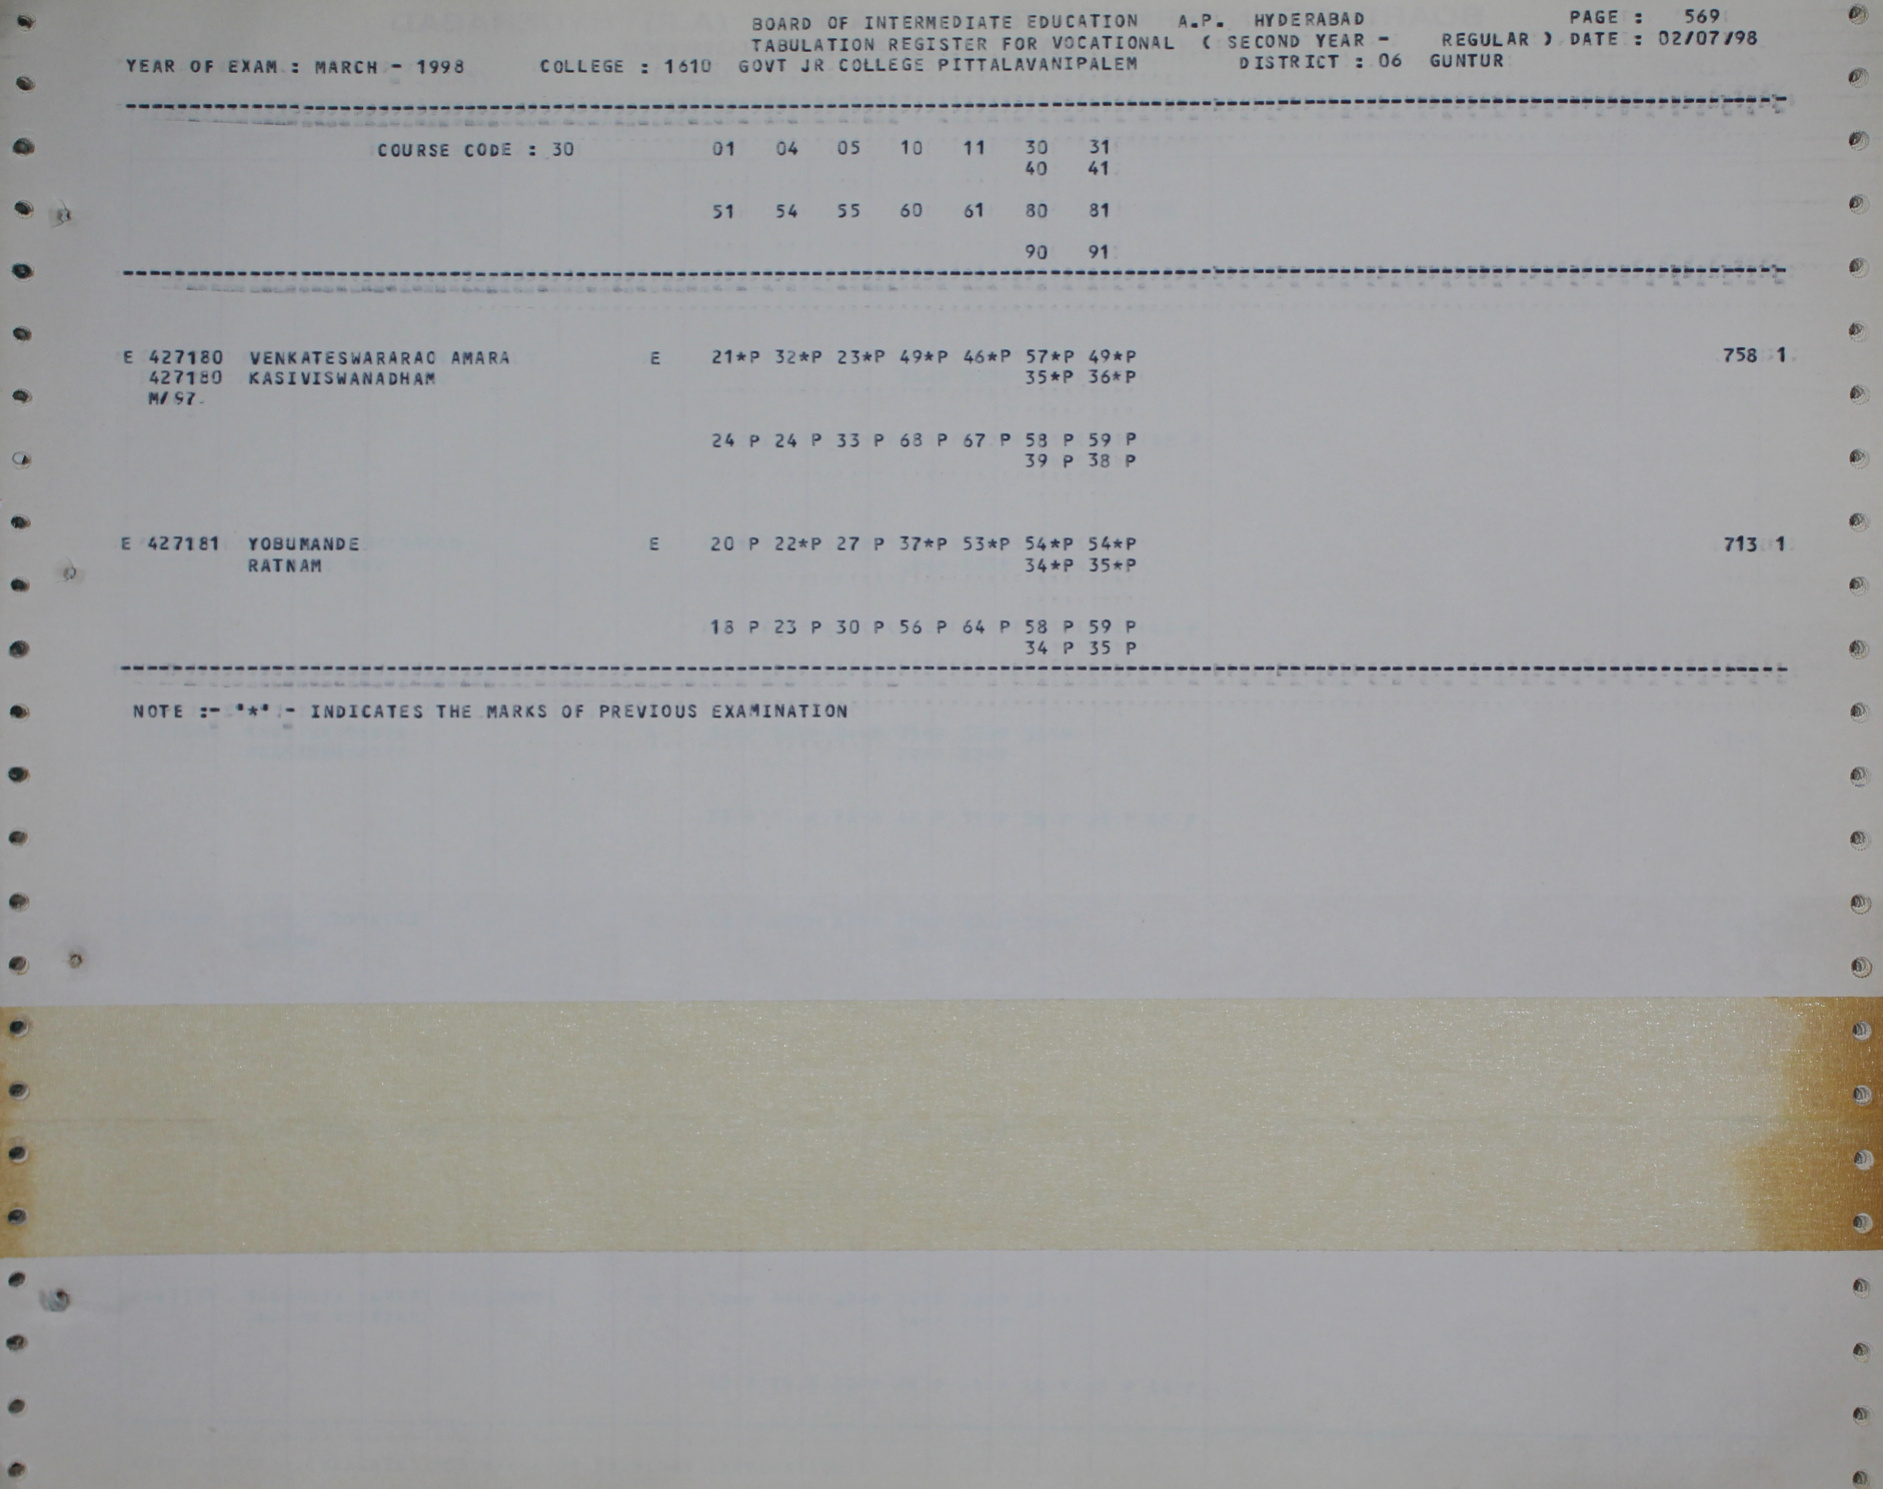 BOARD OF INTERMEDIATE EDUCATION A.P. HYDERABAD PAGE : 569
TABULATION REGISTER FOR VOCATIONAL ( SECOND YEAR - REGULAR ) DATE : 02/07/98
YEAR OF EXAM : MARCH - 1998 COLLEGE : 1610 GOVT JR COLLEGE PITTALAVANIPALEM DISTRICT : 06 GUNTUR
COURSE CODE : 30 01 04 05 10 11 30 31
40 41
51 54 55 60 61 80 81
90 91
E 427180 VENKATESWARARAO AMARA E 21*P 32*P 23*P 49*P 46*P 57*P 49*P 758 1
427180 KASIVISWANADHAM 35*P 36*P
M/97
24 P 24 P 33 P 68 P 67 P 58 P 59 P
39 P 38 P
E 427181 YOBUMANDE E 20 P 22*P 27 P 37*P 53*P 54*P 54*P 713 1
RATNAM 34*P 35*P
18 P 23 P 30 P 56 P 64 P 58 P 59 P
34 P 35 P
NOTE :- '*' - INDICATES THE MARKS OF PREVIOUS EXAMINATION